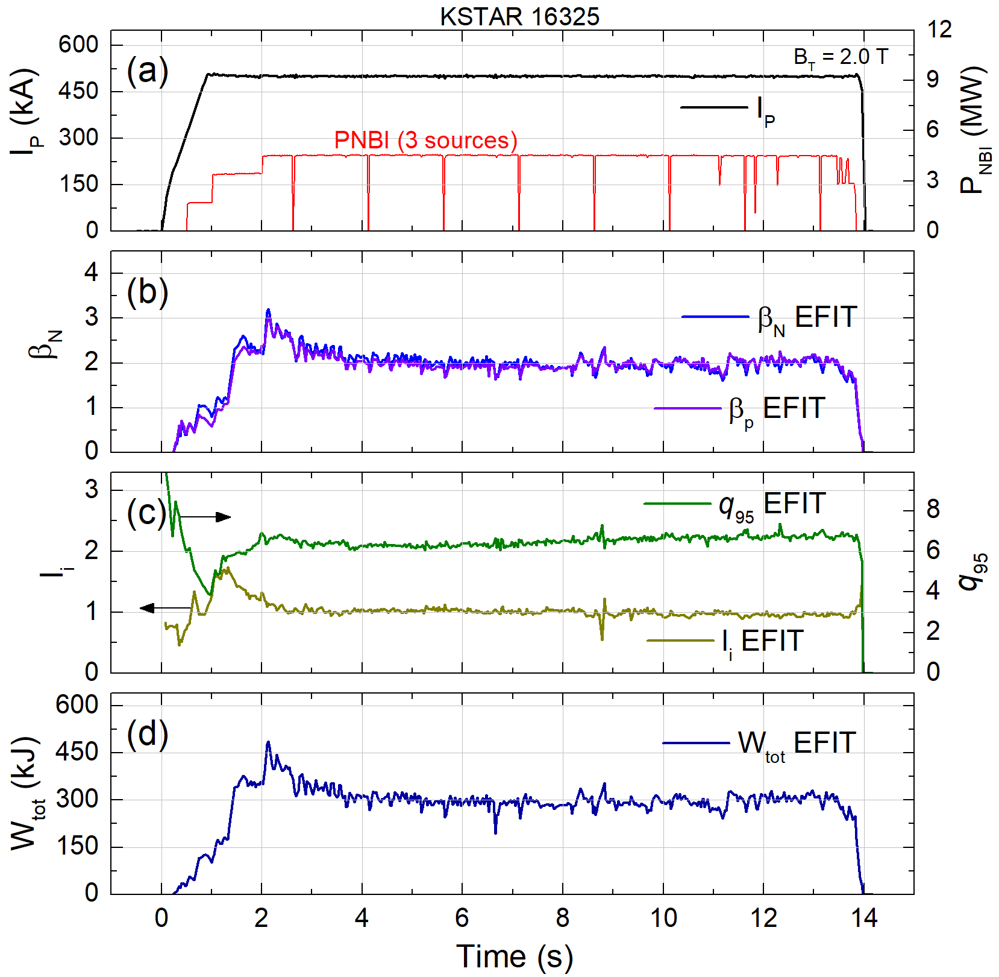 KSTAR 16325
(a)
B_T = 2.0 T
I_P
PNBI (3 sources)
I_P (kA)
600
450
300
150
0
P_NBI (MW)
12
9
6
3
0
(b)
β_N EFIT
β_p EFIT
β_N
4
3
2
1
0
(c)
q_95 EFIT
l_i EFIT
l_i
3
2
1
0
q_95
8
6
4
2
0
(d)
W_tot EFIT
W_tot (kJ)
600
450
300
150
0
0 2 4 6 8 10 12 14
Time (s)